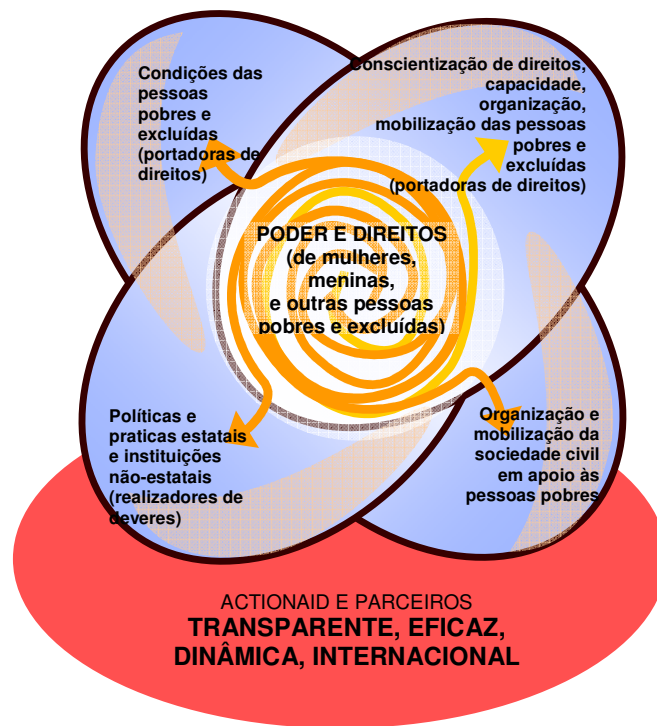 Condições das
pessoas
pobres e
excluídas
(portadoras de
direitos)
Conscientização de direitos,
capacidade,
organização,
mobilização das pessoas
pobres e
excluídas
(portadoras de direitos)
PODER E DIREITOS
(de mulheres,
meninas,
e outras pessoas
pobres e excluídas)
Políticas e
praticas estatais
e instituições
não-estatais
(realizadores de
deveres)
Organização e
mobilização da
sociedade civil
em apoio às
pessoas pobres
ACTIONAID E PARCEIROS
TRANSPARENTE, EFICAZ,
DINÂMICA, INTERNACIONAL